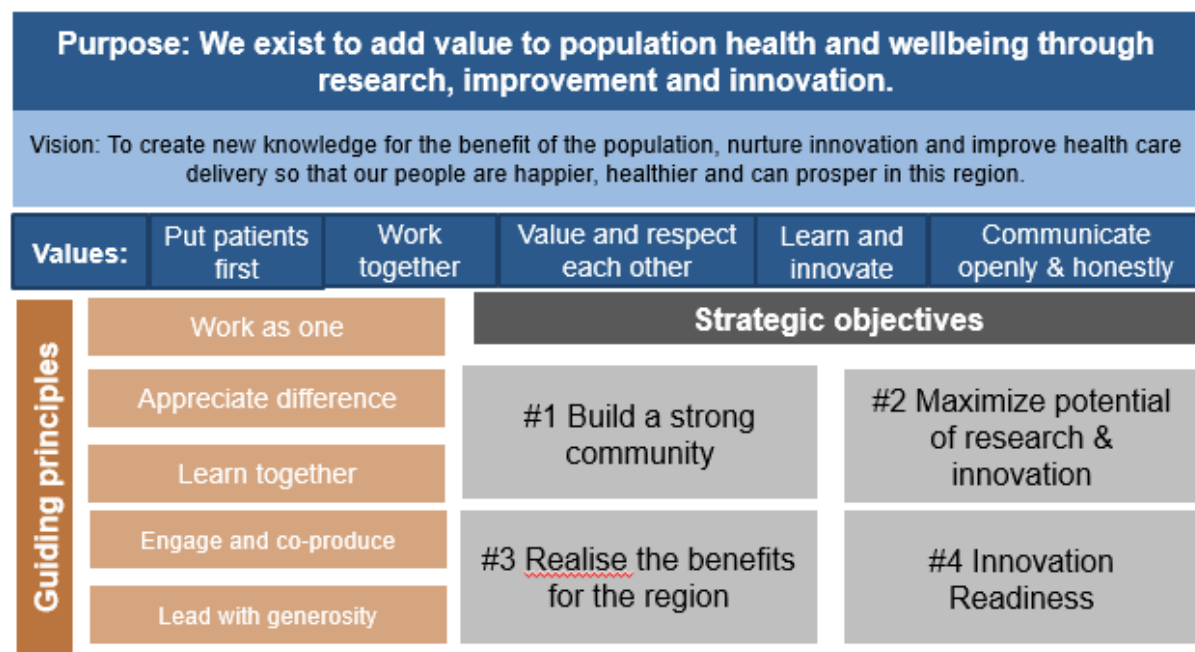 Purpose: We exist to add value to population health and wellbeing through
research, improvement and innovation.
Vision: To create new knowledge for the benefit of the population, nurture innovation and improve health care
delivery so that our people are happier, healthier and can prosper in this region.
Values:
Put patients
first
Work
together
Value and respect
each other
Learn and
innovate
Communicate
openly & honestly
Guiding principles
Work as one
Appreciate difference
Learn together
Engage and co-produce
Lead with generosity
Strategic objectives
#1 Build a strong
community
#2 Maximize potential
of research &
innovation
#3 Realise the benefits
for the region
#4 Innovation
Readiness